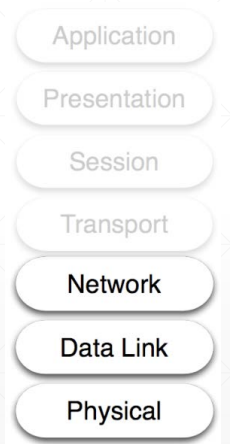 Application
Presentation
Session
Transport
Network
Data Link
Physical